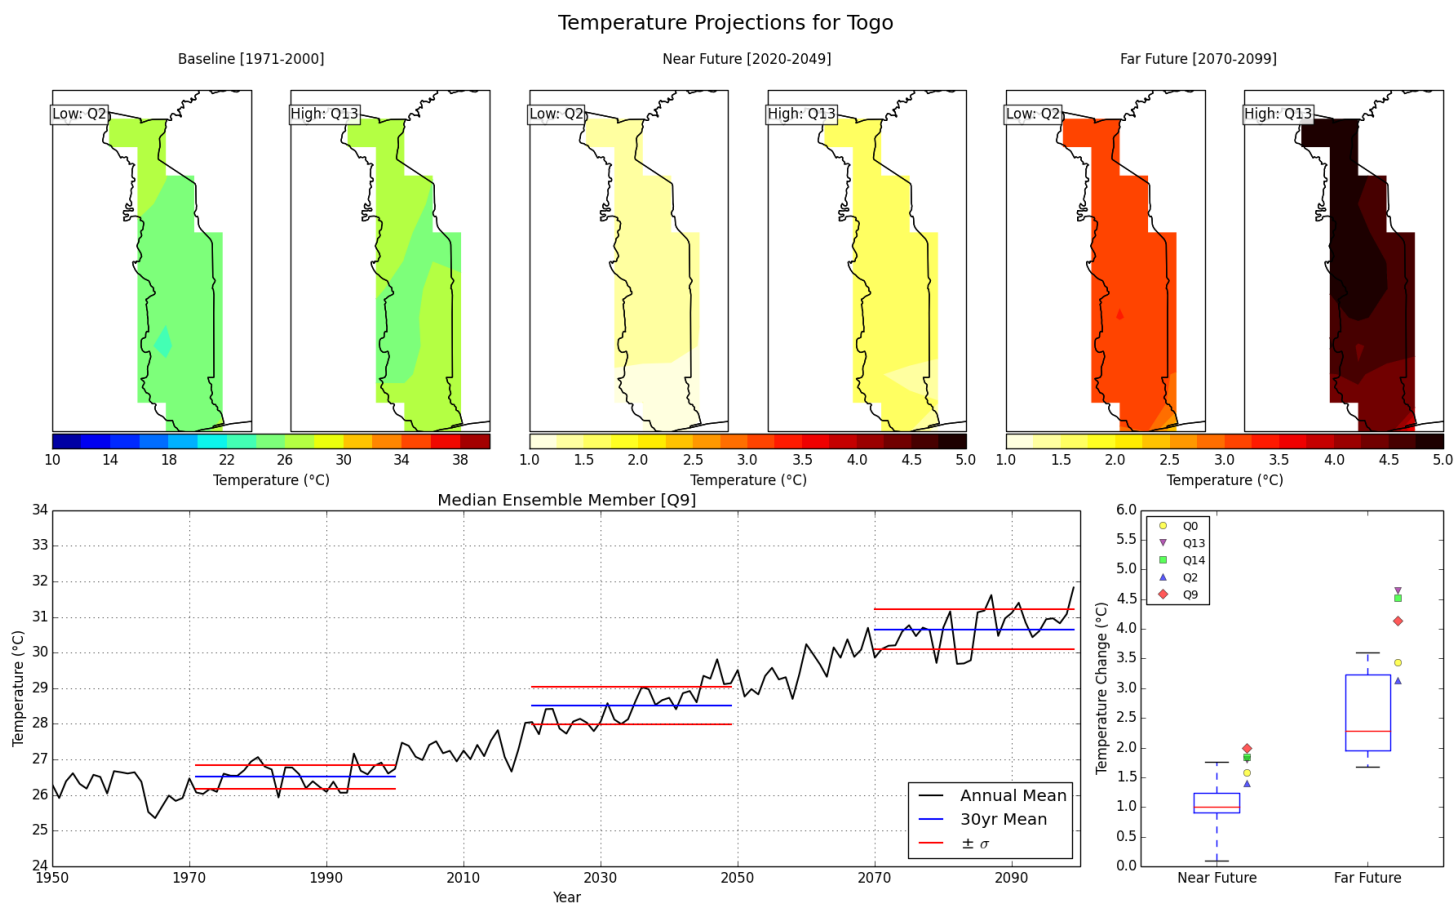 Temperature Projections for Togo
Baseline [1971-2000]
Near Future [2020-2049]
Far Future [2070-2099]
Low: Q2
High: Q13
Low: Q2
High: Q13
Low: Q2
High: Q13
10 14 18 22 26 30 34 38
Temperature (°C)
1.0 1.5 2.0 2.5 3.0 3.5 4.0 4.5 5.0
Temperature (°C)
1.0 1.5 2.0 2.5 3.0 3.5 4.0 4.5 5.0
Temperature (°C)
Median Ensemble Member [Q9]
34
33
32
31
30
29
28
27
26
25
24
Temperature (°C)
1950 1970 1990 2010 2030 2050 2070 2090
Year
Annual Mean
30yr Mean
± σ
6.0
5.5
5.0
4.5
4.0
3.5
3.0
2.5
2.0
1.5
1.0
0.5
0.0
Temperature Change (°C)
Q0
Q13
Q14
Q2
Q9
Near Future
Far Future